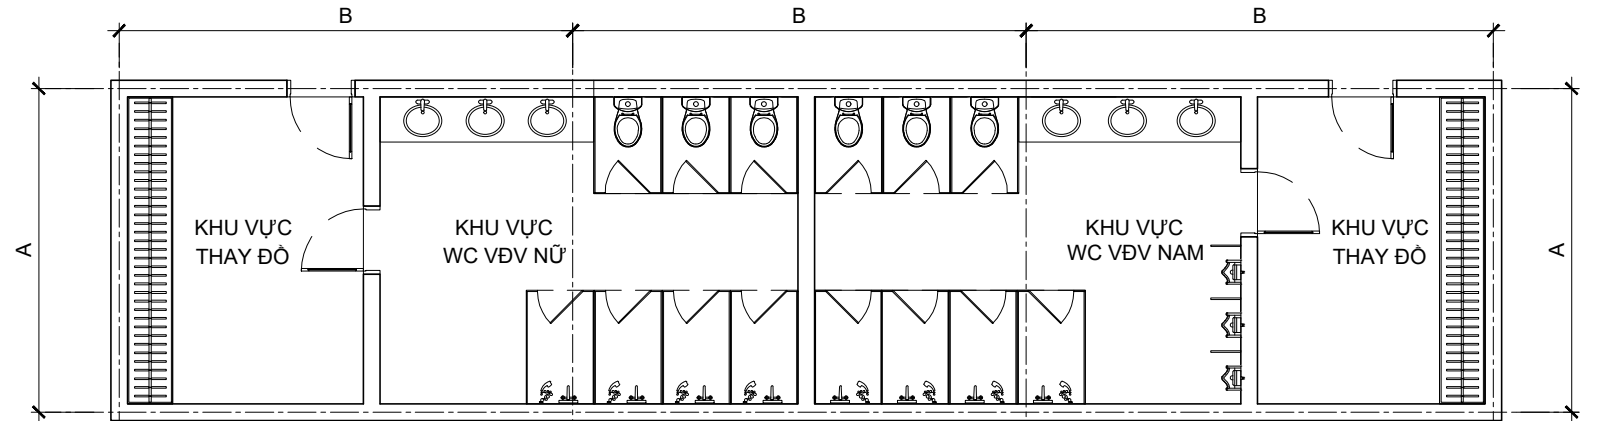 B
B
B
A
KHU VỰC
THAY ĐỒ
KHU VỰC
WC VĐV NỮ
KHU VỰC
WC VĐV NAM
KHU VỰC
THAY ĐỒ
A